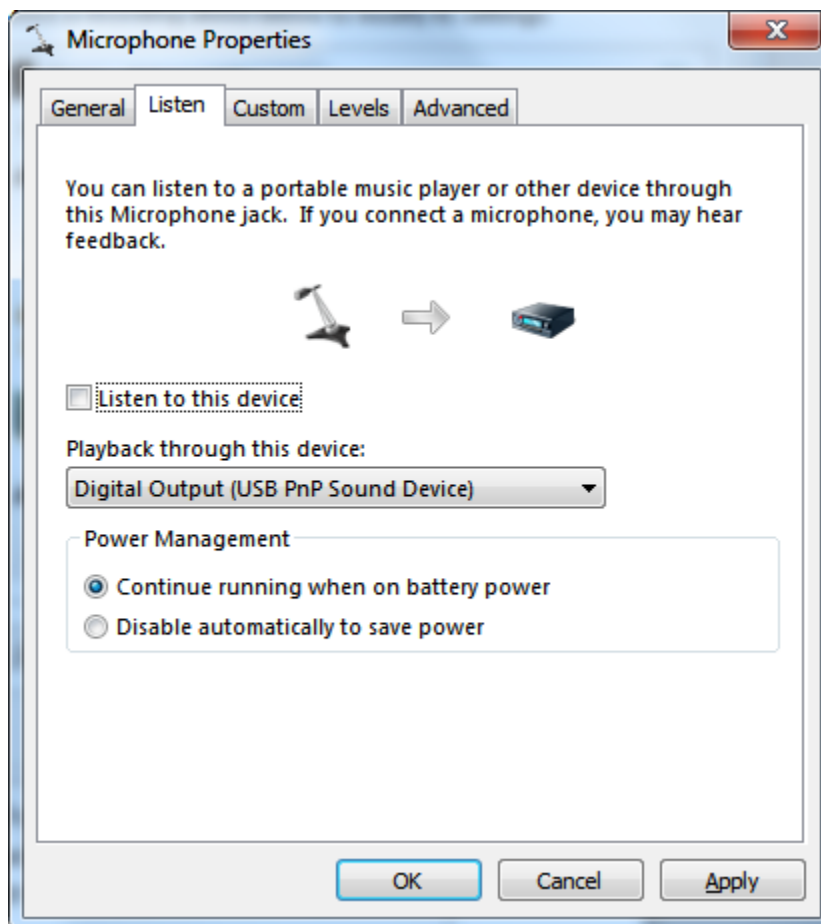 Microphone Properties
General
Listen
Custom
Levels
Advanced
You can listen to a portable music player or other device through
this Microphone jack.  If you connect a microphone, you may hear
feedback.
Listen to this device
Playback through this device:
Digital Output (USB PnP Sound Device)
Power Management
Continue running when on battery power
Disable automatically to save power
OK
Cancel
Apply